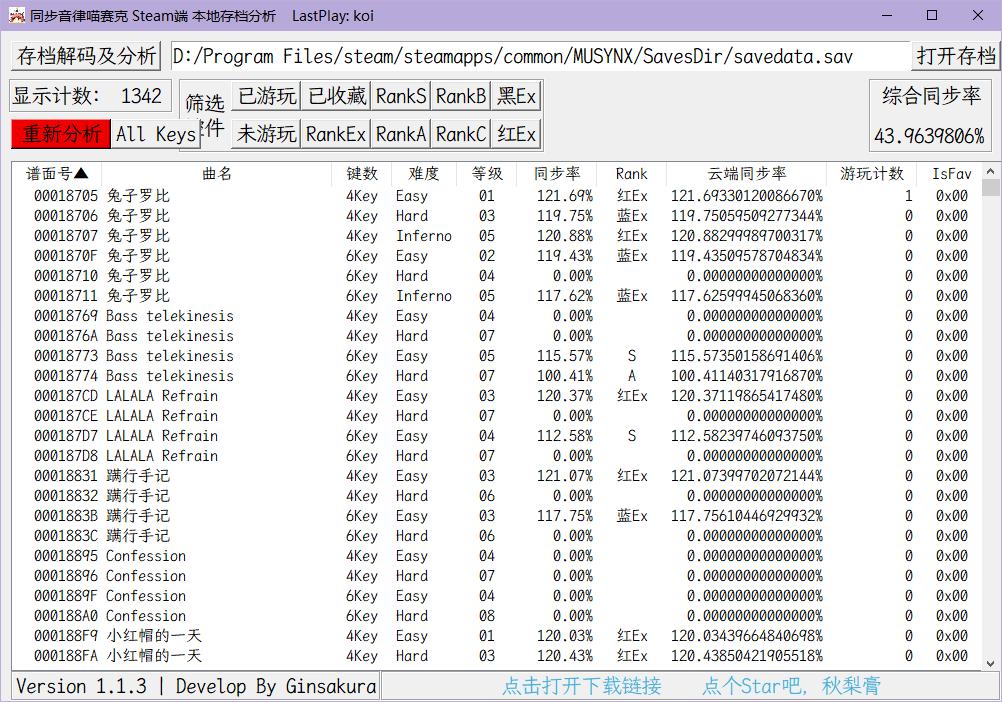 同步音律喵赛克 Steam端 本地存档分析 LastPlay: koi
存档解码及分析 D:/Program Files/steam/steamapps/common/MUSYNX/SavesDir/savedata.sav 打开存档
显示计数: 1342 筛选 已游玩 已收藏 RankS RankB 黑Ex 综合同步率
重新分析 All Keys 件 未游玩 RankEx RankA RankC 红Ex 43.9639806%
谱面号▲ 曲名 键数 难度 等级 同步率 Rank 云端同步率 游玩计数 IsFav
00018705 兔子罗比 4Key Easy 01 121.69% 红Ex 121.69330120086670% 1 0x00
00018706 兔子罗比 4Key Hard 03 119.75% 蓝Ex 119.75059509277344% 0 0x00
00018707 兔子罗比 4Key Inferno 05 120.88% 红Ex 120.88299989700317% 0 0x00
0001870F 兔子罗比 6Key Easy 02 119.43% 蓝Ex 119.43509578704834% 0 0x00
00018710 兔子罗比 6Key Hard 04 0.00% 0.00000000000000% 0 0x00
00018711 兔子罗比 6Key Inferno 05 117.62% 蓝Ex 117.62599945068360% 0 0x00
00018769 Bass telekinesis 4Key Easy 04 0.00% 0.00000000000000% 0 0x00
0001876A Bass telekinesis 4Key Hard 07 0.00% 0.00000000000000% 0 0x00
00018773 Bass telekinesis 6Key Easy 05 115.57% S 115.57350158691406% 0 0x00
00018774 Bass telekinesis 6Key Hard 07 100.41% A 100.41140317916870% 0 0x00
000187CD LALALA Refrain 4Key Easy 03 120.37% 红Ex 120.37119865417480% 0 0x00
000187CE LALALA Refrain 4Key Hard 07 0.00% 0.00000000000000% 0 0x00
000187D7 LALALA Refrain 6Key Easy 04 112.58% S 112.58239746093750% 0 0x00
000187D8 LALALA Refrain 6Key Hard 07 0.00% 0.00000000000000% 0 0x00
00018831 蹒行手记 4Key Easy 03 121.07% 红Ex 121.07399702072144% 0 0x00
00018832 蹒行手记 4Key Hard 06 0.00% 0.00000000000000% 0 0x00
0001883B 蹒行手记 6Key Easy 03 117.75% 蓝Ex 117.75610446929932% 0 0x00
0001883C 蹒行手记 6Key Hard 06 0.00% 0.00000000000000% 0 0x00
00018895 Confession 4Key Easy 04 0.00% 0.00000000000000% 0 0x00
00018896 Confession 4Key Hard 07 0.00% 0.00000000000000% 0 0x00
0001889F Confession 6Key Easy 04 0.00% 0.00000000000000% 0 0x00
000188A0 Confession 6Key Hard 08 0.00% 0.00000000000000% 0 0x00
000188F9 小红帽的一天 4Key Easy 01 120.03% 红Ex 120.03439664840698% 0 0x00
000188FA 小红帽的一天 4Key Hard 03 120.43% 红Ex 120.43850421905518% 0 0x00
Version 1.1.3 | Develop By Ginsakura 点击打开下载链接 点个Star吧, 秋梨膏